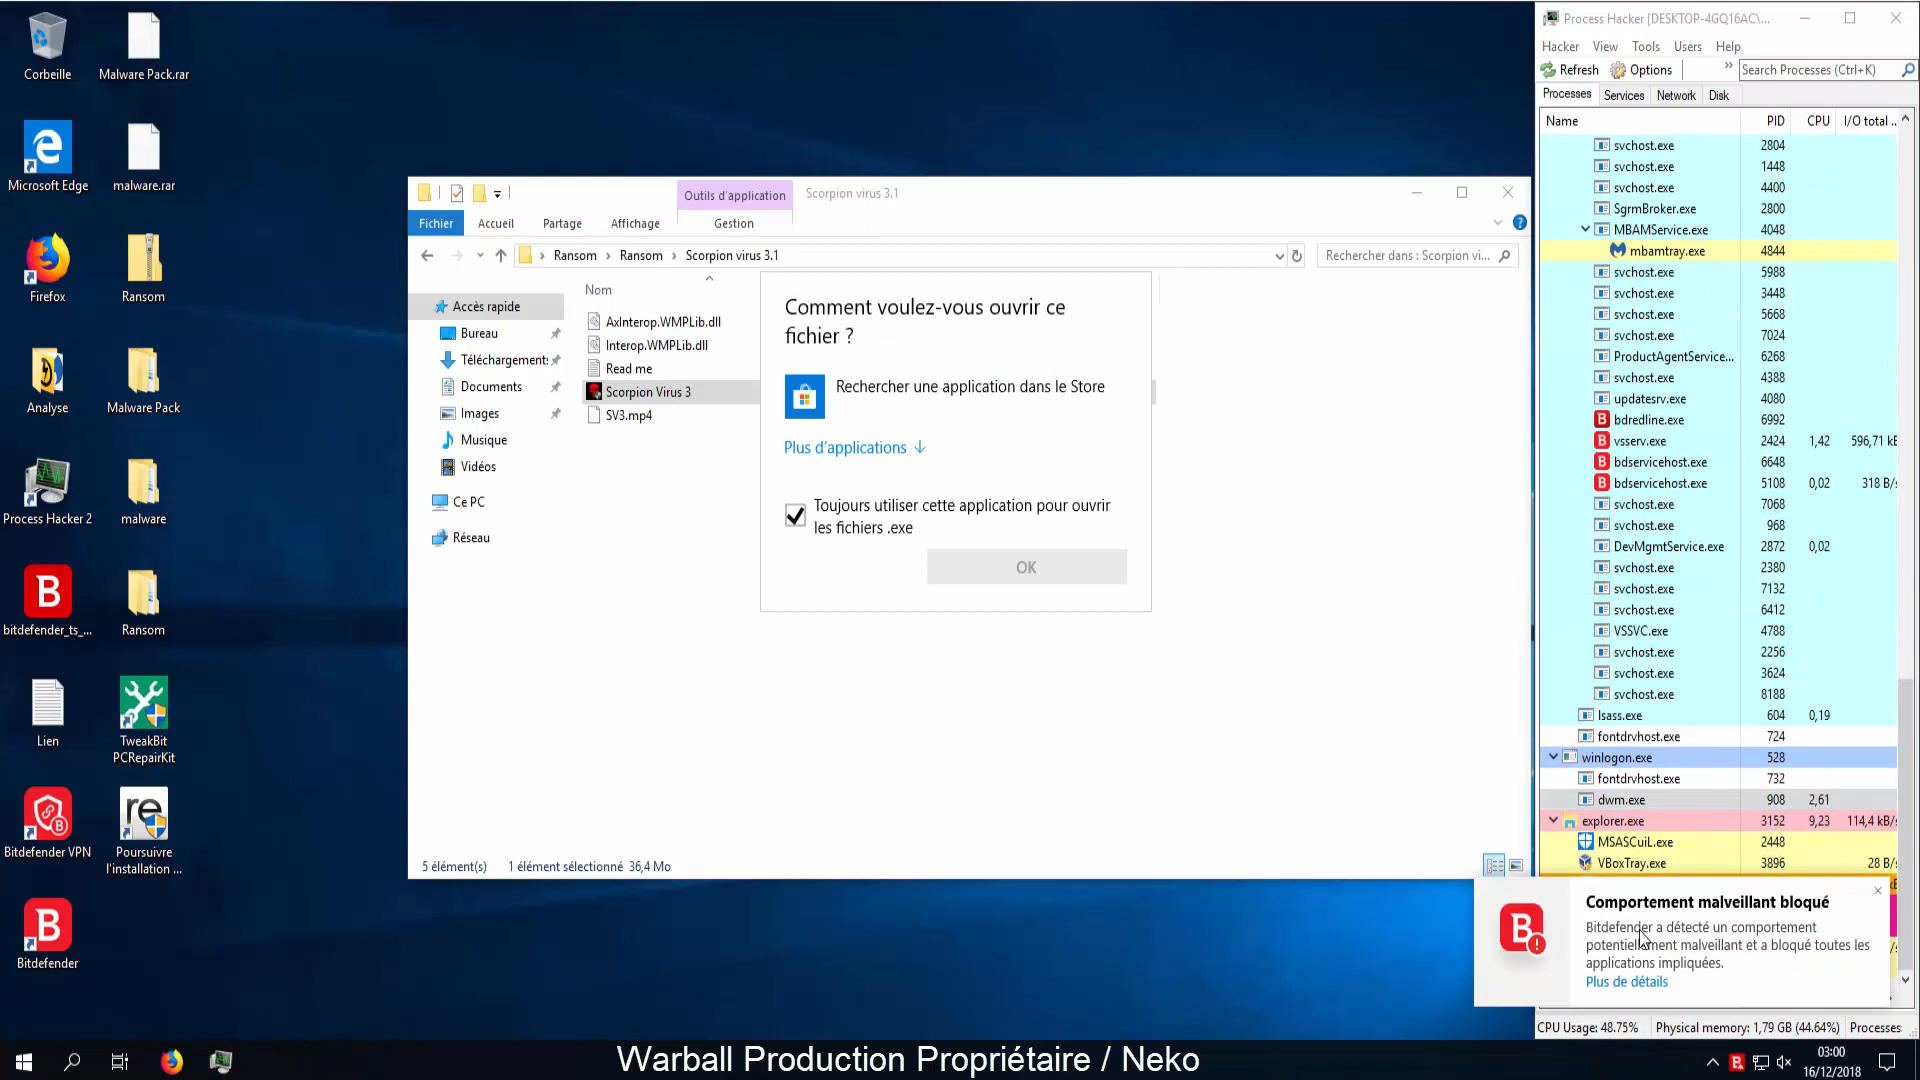 Corbeille
Malware Pack.rar
Microsoft Edge
malware.rar
Firefox
Ransom
Analyse
Malware Pack
Process Hacker 2
malware
bitdefender_ts_...
Ransom
Lien
TweakBit
PCRepairKit
Bitdefender VPN
Poursuivre
l'installation ...
Bitdefender
Outils d'application
Scorpion virus 3.1
Fichier
Accueil
Partage
Affichage
Gestion
Ransom
Ransom
Scorpion virus 3.1
Rechercher dans : Scorpion vi...
Accès rapide
Bureau
Téléchargements
Documents
Images
Musique
Vidéos
Ce PC
Réseau
Nom
AxInterop.WMPLib.dll
Interop.WMPLib.dll
Read me
Scorpion Virus 3
SV3.mp4
Comment voulez-vous ouvrir ce
fichier ?
Rechercher une application dans le Store
Plus d'applications
Toujours utiliser cette application pour ouvrir
les fichiers .exe
OK
5 élément(s) 1 élément sélectionné 36,4 Mo
Process Hacker [DESKTOP-4GQ16AC\...
Hacker View Tools Users Help
Refresh Options
Search Processes (Ctrl+K)
Processes Services Network Disk
Name PID CPU I/O total ...
svchost.exe 2804
svchost.exe 1448
svchost.exe 4400
SgrmBroker.exe 2800
MBAMService.exe 4048
mbamtray.exe 4844
svchost.exe 5988
svchost.exe 3448
svchost.exe 5668
svchost.exe 7024
ProductAgentService... 6268
svchost.exe 4388
updatesrv.exe 4080
bdredline.exe 6992
vsserv.exe 2424 1,42 596,71 kB
bdservicehost.exe 6648
bdservicehost.exe 5108 0,02 318 B/s
svchost.exe 7068
svchost.exe 968
DevMgmtService.exe 2872 0,02
svchost.exe 2380
svchost.exe 7132
svchost.exe 6412
VSSVC.exe 4788
svchost.exe 2256
svchost.exe 3624
svchost.exe 8188
lsass.exe 604 0,19
fontdrvhost.exe 724
winlogon.exe 528
fontdrvhost.exe 732
dwm.exe 908 2,61
explorer.exe 3152 9,23 114,4 kB/s
MSASCuiL.exe 2448
VBoxTray.exe 3896 28 B/s
Comportement malveillant bloqué
Bitdefender a détecté un comportement
potentiellement malveillant et a bloqué toutes les
applications impliquées.
Plus de détails
CPU Usage: 48.75% Physical memory: 1,79 GB (44.64%) Processes:
Warball Production Propriétaire / Neko
03:00
16/12/2018